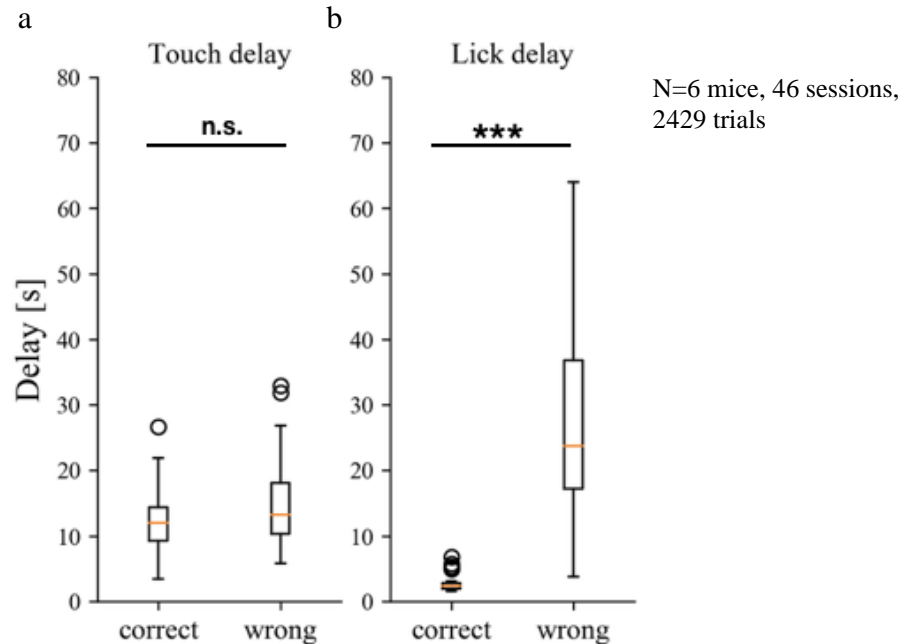 a
b
Touch delay
Lick delay
N=6 mice, 46 sessions,
2429 trials
Delay [s]
80
70
60
50
40
30
20
10
0
n.s.
correct
wrong
80
70
60
50
40
30
20
10
0
***
correct
wrong